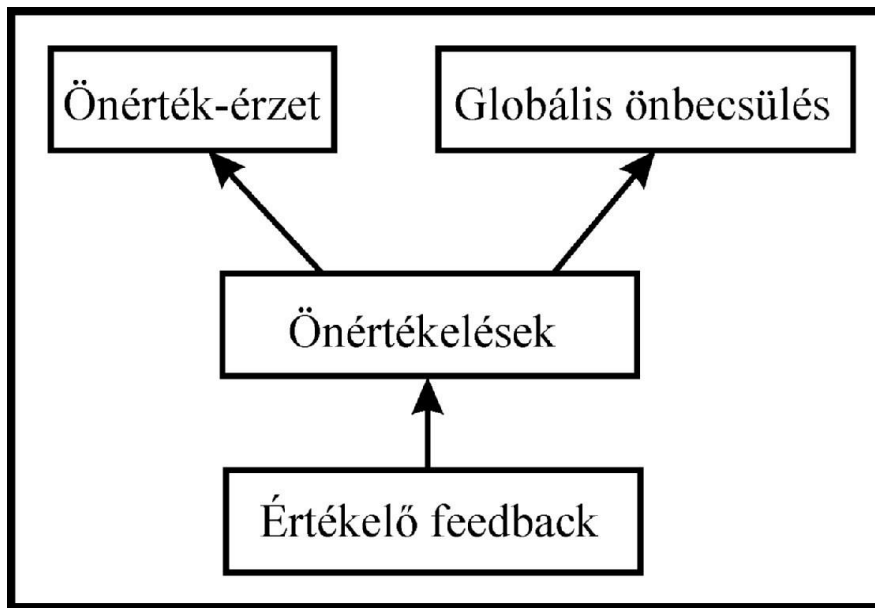 Önérték-érzet
Globális önbecsülés
Önértékelések
Értékelő feedback